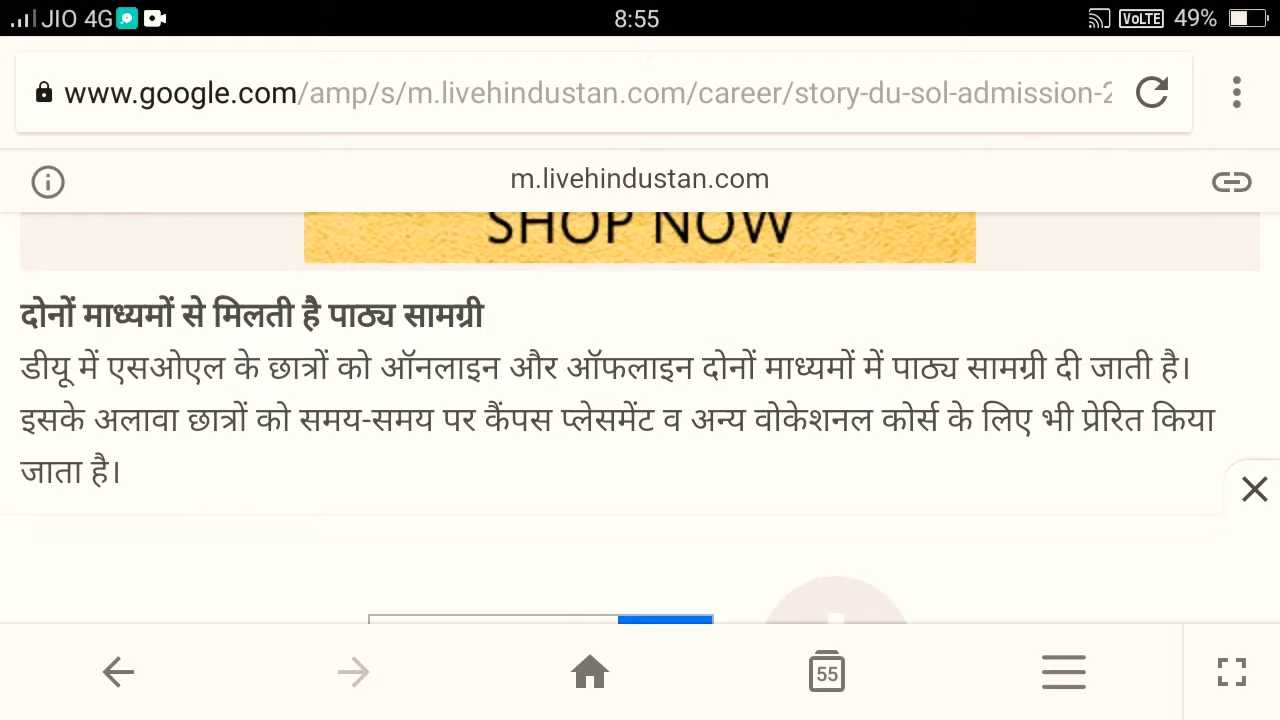 JIO 4G 8:55 VoLTE 49%
www.google.com/amp/s/m.livehindustan.com/career/story-du-sol-admission-2
m.livehindustan.com
SHOP NOW
दोनों माध्यमों से मिलती है पाठ्य सामग्री
डीयू में एसओएल के छात्रों को ऑनलाइन और ऑफलाइन दोनों माध्यमों में पाठ्य सामग्री दी जाती है।
इसके अलावा छात्रों को समय-समय पर कैंपस प्लेसमेंट व अन्य वोकेशनल कोर्स के लिए भी प्रेरित किया
जाता है।
55